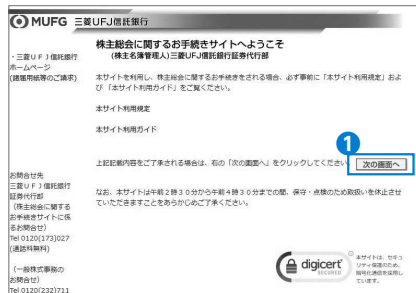 MUFG 三菱UFJ信託銀行
・三菱ＵＦＪ信託銀行
ホームページ
(諸届用紙等のご請求)
お問合せ先
三菱ＵＦＪ信託銀行
証券代行部
（株主総会に関する
お手続きサイトに係
るお問合せ）
Tel 0120(173)027
(通話料無料)
（一般株式事務の
お問合せ）
Tel 0120(232)711
株主総会に関するお手続きサイトへようこそ
(株主名簿管理人)三菱UFJ信託銀行証券代行部
本サイトを利用し、株主総会に関するお手続きをされる場合、必ず事前に「本サイト利用規定」およ
び 「本サイト利用ガイド」をご覧ください。
本サイト利用規定
本サイト利用ガイド
1
上記記載内容をご了承される場合は、右の「次の画面へ」をクリックしてください
次の画面へ
なお、本サイトは午前２時３０分から午前４時３０分までの間、保守・点検のため取扱いを休止させ
ていただきますことをあらかじめご了承ください。
digicert
SECURED
本サイトは、セキュ
リティ保護のため、
暗号化通信を採用し
ています。